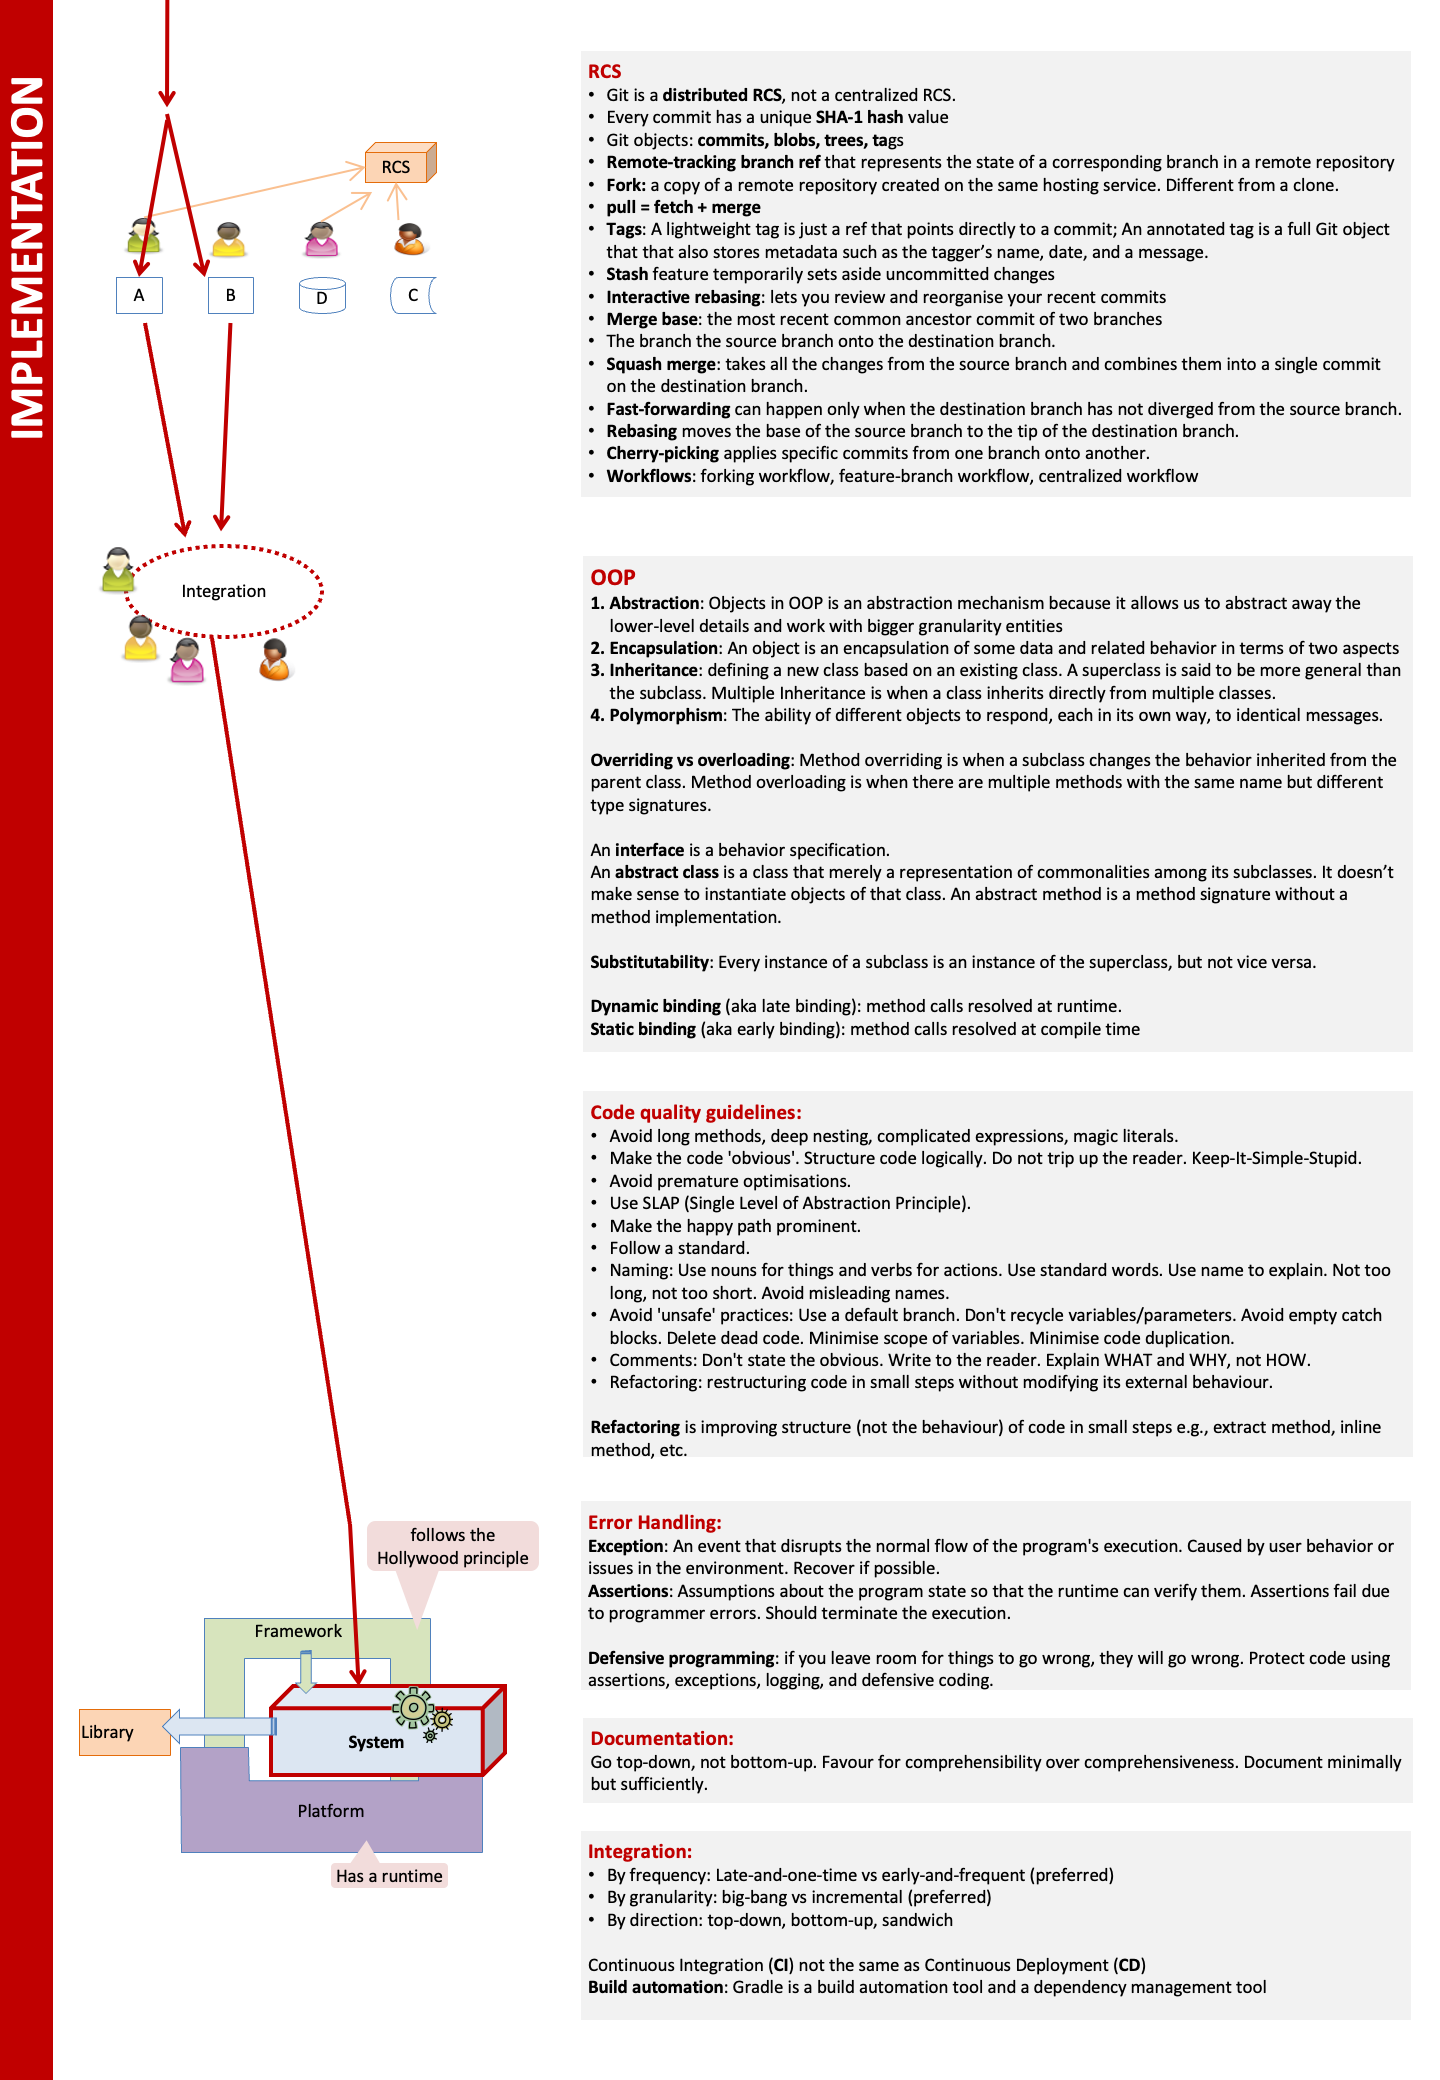 IMPLEMENTATION
RCS
A
B
D
C
Integration
follows the
Hollywood principle
Framework
Library
System
Platform
Has a runtime
RCS
• Git is a distributed RCS, not a centralized RCS.
• Every commit has a unique SHA-1 hash value
• Git objects: commits, blobs, trees, tags
• Remote-tracking branch ref that represents the state of a corresponding branch in a remote repository
• Fork: a copy of a remote repository created on the same hosting service. Different from a clone.
• pull = fetch + merge
• Tags: A lightweight tag is just a ref that points directly to a commit; An annotated tag is a full Git object
that that also stores metadata such as the tagger’s name, date, and a message.
• Stash feature temporarily sets aside uncommitted changes
• Interactive rebasing: lets you review and reorganise your recent commits
• Merge base: the most recent common ancestor commit of two branches
• The branch the source branch onto the destination branch.
• Squash merge: takes all the changes from the source branch and combines them into a single commit
on the destination branch.
• Fast-forwarding can happen only when the destination branch has not diverged from the source branch.
• Rebasing moves the base of the source branch to the tip of the destination branch.
• Cherry-picking applies specific commits from one branch onto another.
• Workflows: forking workflow, feature-branch workflow, centralized workflow
OOP
1. Abstraction: Objects in OOP is an abstraction mechanism because it allows us to abstract away the
lower-level details and work with bigger granularity entities
2. Encapsulation: An object is an encapsulation of some data and related behavior in terms of two aspects
3. Inheritance: defining a new class based on an existing class. A superclass is said to be more general than
the subclass. Multiple Inheritance is when a class inherits directly from multiple classes.
4. Polymorphism: The ability of different objects to respond, each in its own way, to identical messages.
Overriding vs overloading: Method overriding is when a subclass changes the behavior inherited from the
parent class. Method overloading is when there are multiple methods with the same name but different
type signatures.
An interface is a behavior specification.
An abstract class is a class that merely a representation of commonalities among its subclasses. It doesn’t
make sense to instantiate objects of that class. An abstract method is a method signature without a
method implementation.
Substitutability: Every instance of a subclass is an instance of the superclass, but not vice versa.
Dynamic binding (aka late binding): method calls resolved at runtime.
Static binding (aka early binding): method calls resolved at compile time
Code quality guidelines:
• Avoid long methods, deep nesting, complicated expressions, magic literals.
• Make the code 'obvious'. Structure code logically. Do not trip up the reader. Keep-It-Simple-Stupid.
• Avoid premature optimisations.
• Use SLAP (Single Level of Abstraction Principle).
• Make the happy path prominent.
• Follow a standard.
• Naming: Use nouns for things and verbs for actions. Use standard words. Use name to explain. Not too
long, not too short. Avoid misleading names.
• Avoid 'unsafe' practices: Use a default branch. Don't recycle variables/parameters. Avoid empty catch
blocks. Delete dead code. Minimise scope of variables. Minimise code duplication.
• Comments: Don't state the obvious. Write to the reader. Explain WHAT and WHY, not HOW.
• Refactoring: restructuring code in small steps without modifying its external behaviour.
Refactoring is improving structure (not the behaviour) of code in small steps e.g., extract method, inline
method, etc.
Error Handling:
Exception: An event that disrupts the normal flow of the program's execution. Caused by user behavior or
issues in the environment. Recover if possible.
Assertions: Assumptions about the program state so that the runtime can verify them. Assertions fail due
to programmer errors. Should terminate the execution.
Defensive programming: if you leave room for things to go wrong, they will go wrong. Protect code using
assertions, exceptions, logging, and defensive coding.
Documentation:
Go top-down, not bottom-up. Favour for comprehensibility over comprehensiveness. Document minimally
but sufficiently.
Integration:
• By frequency: Late-and-one-time vs early-and-frequent (preferred)
• By granularity: big-bang vs incremental (preferred)
• By direction: top-down, bottom-up, sandwich
Continuous Integration (CI) not the same as Continuous Deployment (CD)
Build automation: Gradle is a build automation tool and a dependency management tool